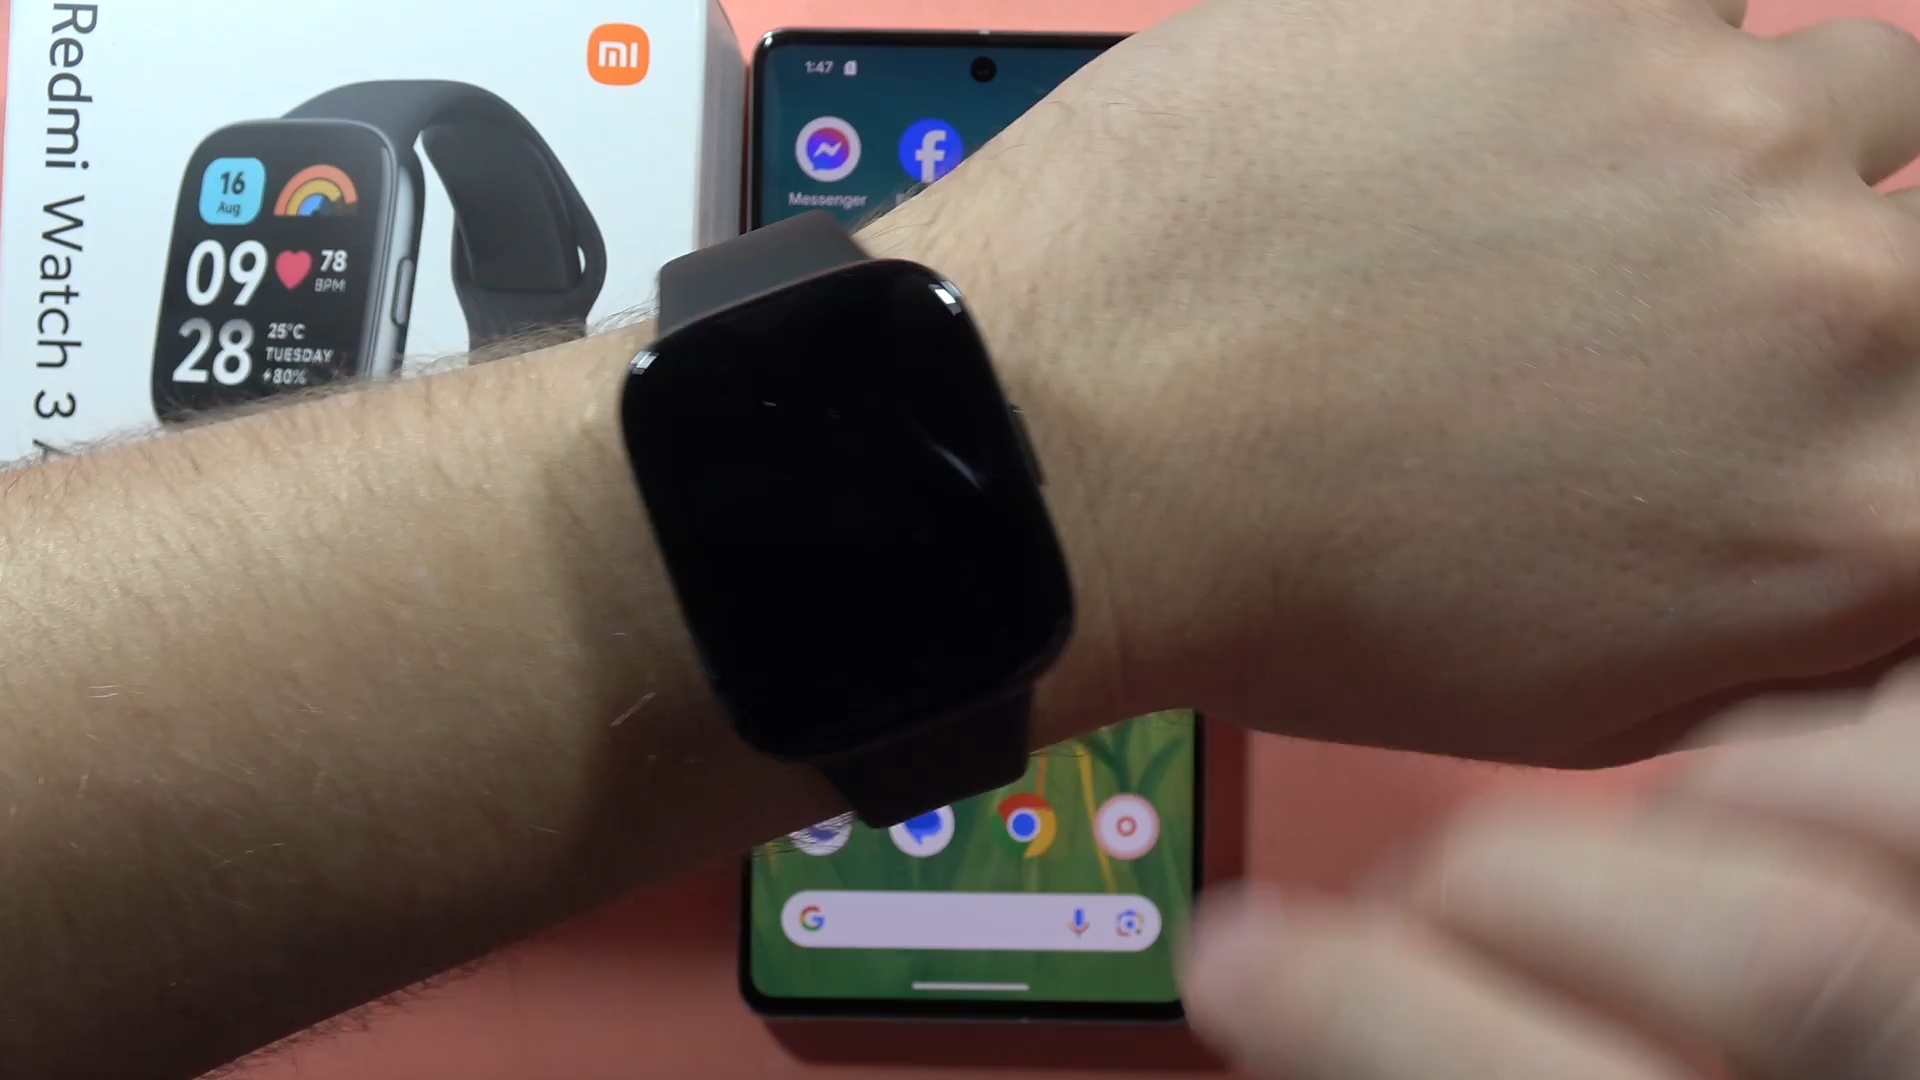 Redmi Watch 3
mi
16
Aug
09
78
BPM
28
25°C
TUESDAY
80%
1:47
Messenger